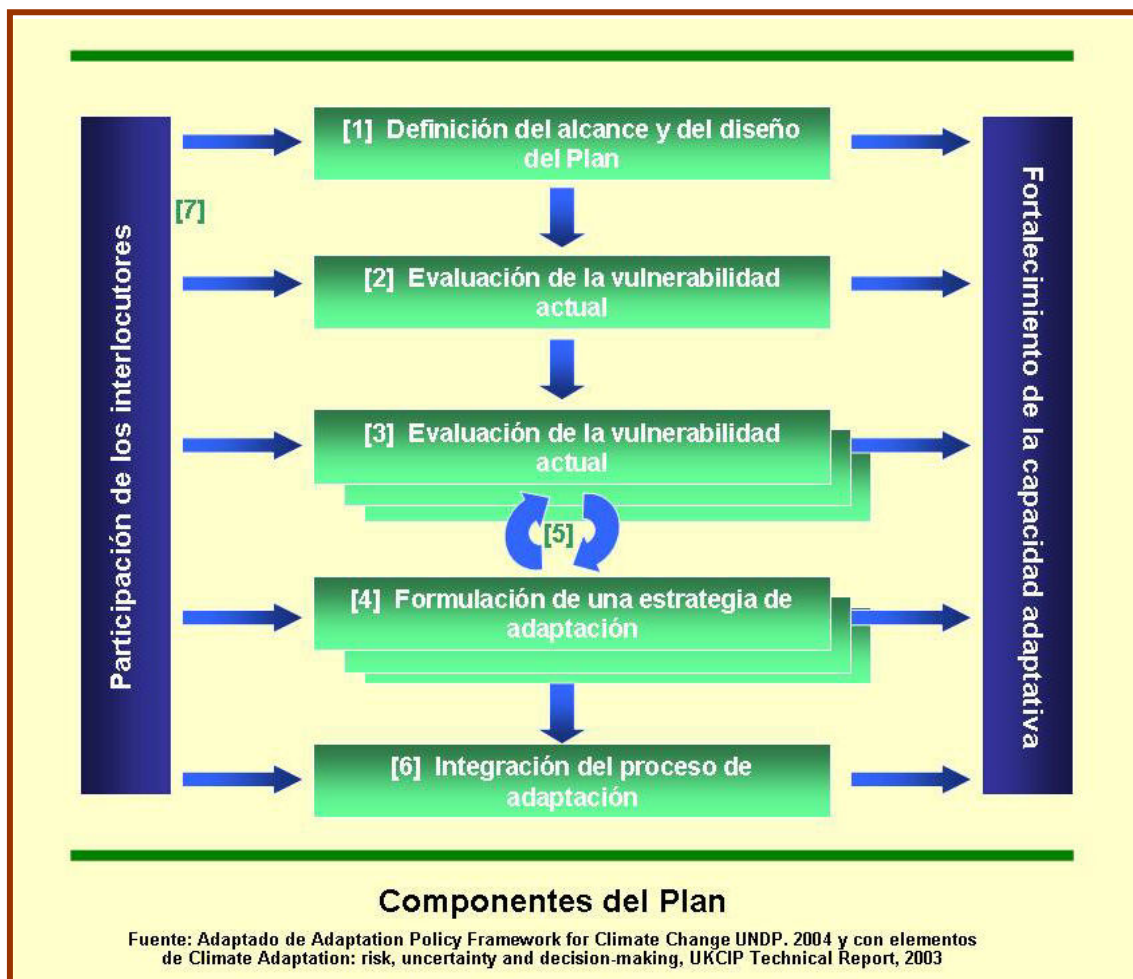 Participación de los interlocutores
[7]
[1] Definición del alcance y del diseño
del Plan
[2] Evaluación de la vulnerabilidad
actual
[3] Evaluación de la vulnerabilidad
actual
[5]
[4] Formulación de una estrategia de
adaptación
[6] Integración del proceso de
adaptación
Fortalecimiento de la capacidad adaptativa
Componentes del Plan
Fuente: Adaptado de Adaptation Policy Framework for Climate Change UNDP. 2004 y con elementos
de Climate Adaptation: risk, uncertainty and decision-making, UKCIP Technical Report, 2003